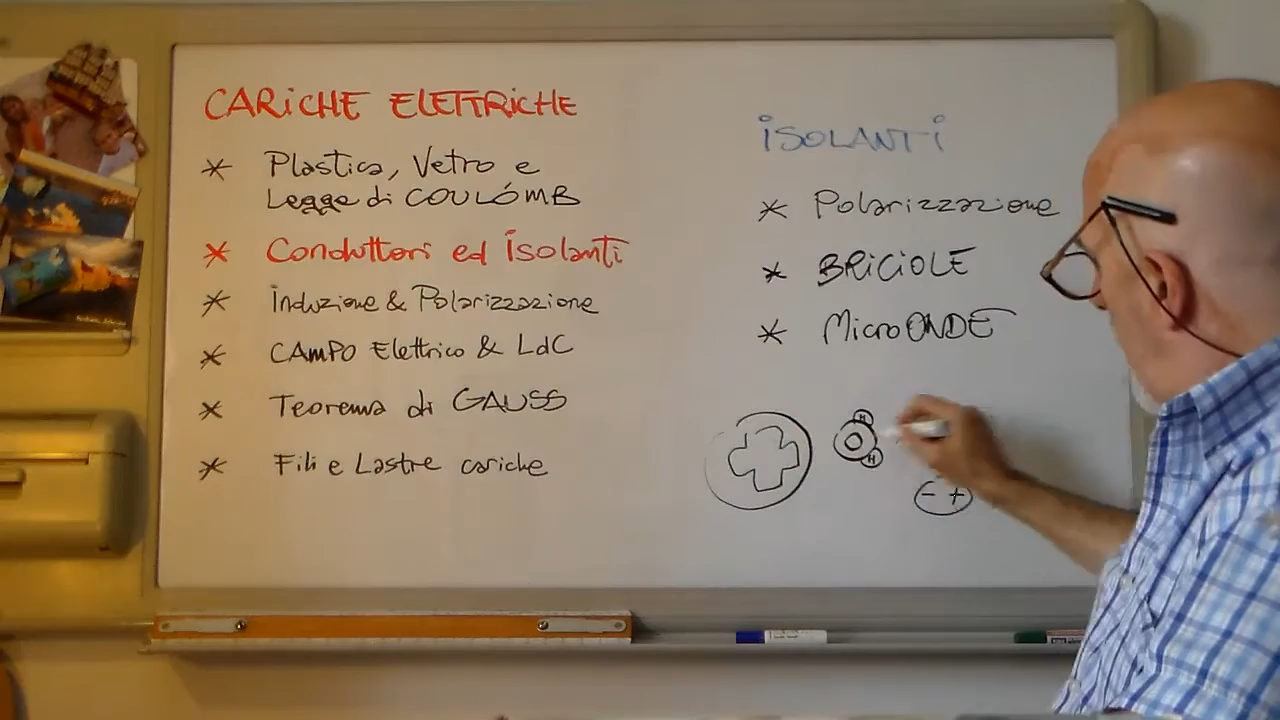 CARICHE ELETTRICHE
* Plastica, Vetro e
Legge di COULÓMB
* Conduttori ed Isolanti
* Induzione & Polarizzazione
* CAMPO Elettrico & LdC
* Teorema di GAUSS
* Fili e Lastre cariche
ISOLANTI
* Polarizzazione
* BRICIOLE
* MicroONDE
+
O
H
H
- +